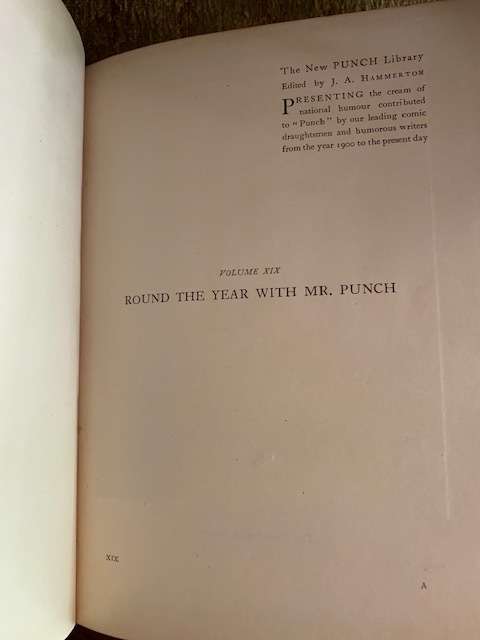 The New PUNCH Library
Edited by J. A. HAMMERTON
PRESENTING the cream of
national humour contributed
to "Punch" by our leading comic
draughtsmen and humorous writers
from the year 1900 to the present day
VOLUME XIX
ROUND THE YEAR WITH MR. PUNCH
XIX
A